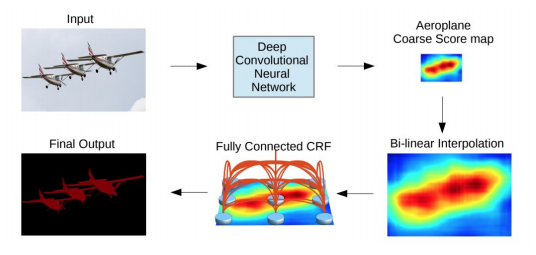 Input
Deep
Convolutional
Neural
Network
Aeroplane
Coarse Score map
Bi-linear Interpolation
Fully Connected CRF
Final Output